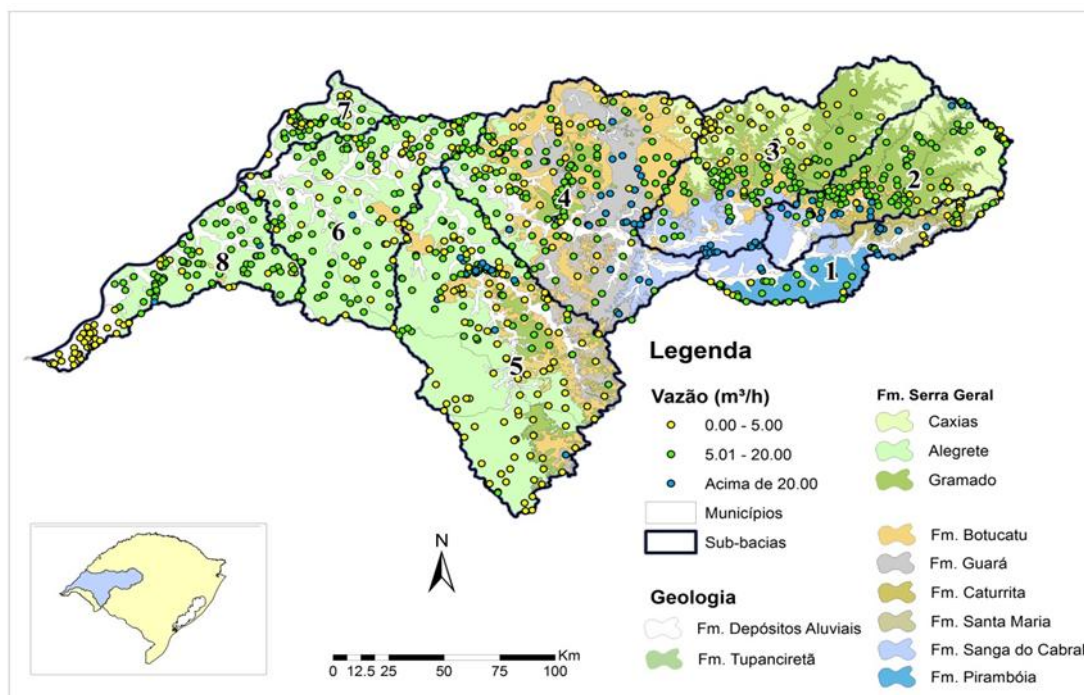 7
3
2
4
6
8
1
5
Legenda
Vazão (m³/h)
0.00 - 5.00
5.01 - 20.00
Acima de 20.00
Municípios
Sub-bacias
Geologia
Fm. Depósitos Aluviais
Fm. Tupanciretã
Fm. Serra Geral
Caxias
Alegrete
Gramado
Fm. Botucatu
Fm. Guará
Fm. Caturrita
Fm. Santa Maria
Fm. Sanga do Cabral
Fm. Pirambóia
N
Km
0 12.5 25 50 75 100